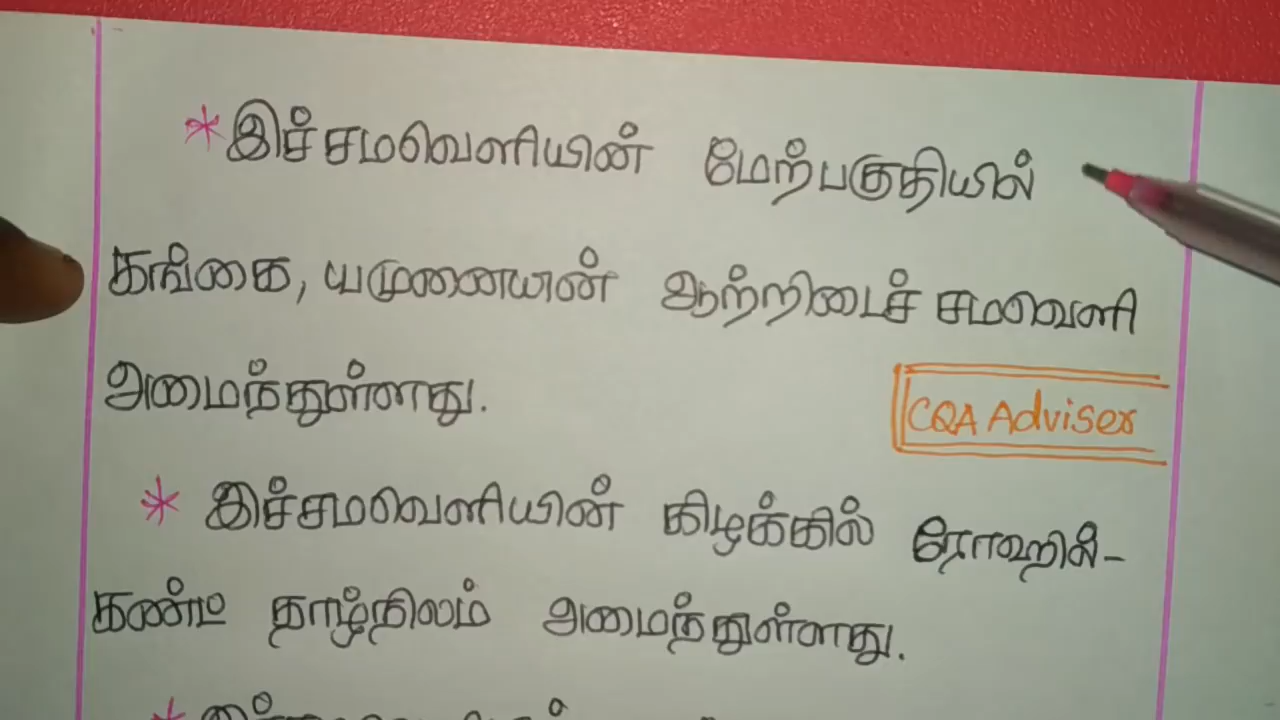 *இச்சமவெளியின் மேற்பகுதியில்
கங்கை, யமுனையின் ஆற்றிடைச் சமவெளி
அமைந்துள்ளது.
CQA Adviser
* இச்சமவெளியின் கிழக்கில் ரோஹில்-
கண்ட தாழ்நிலம் அமைந்துள்ளது.
*